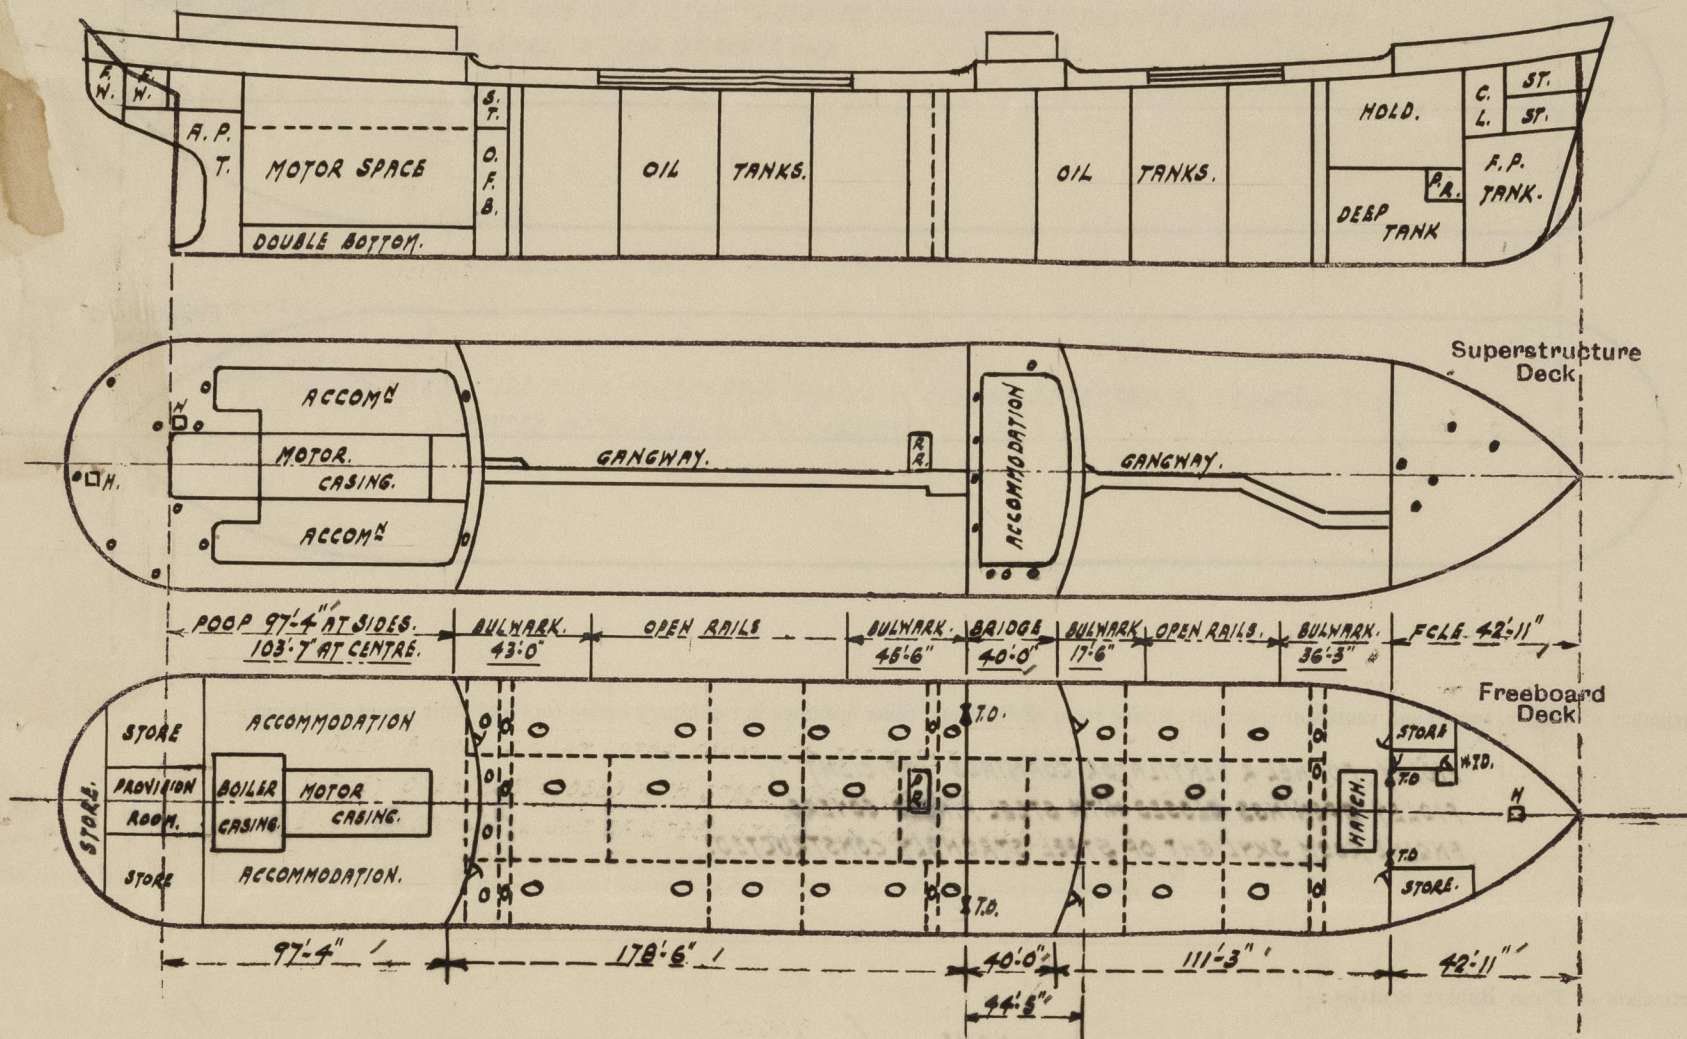 F. W.
F. W.
A. P. T.
MOTOR SPACE
DOUBLE BOTTOM.
S. T.
O. F. B.
OIL TANKS.
OIL TANKS.
HOLD.
DEEP TANK
P. R.
C. L.
ST.
ST.
F. P. TANK.
Superstructure
Deck
ACCOMN
H
MOTOR.
CASING.
H.
ACCOMN
GANGWAY.
ACCOMMODATION
GANGWAY.
POOP 97'-4" AT SIDES.
103'-7" AT CENTRE.
BULWARK.
43'-0"
OPEN RAILS
BULWARK.
45'-6"
BRIDGE
40'-0"
BULWARK
17'-6"
OPEN RAILS.
BULWARK.
36'-3"
FCLE 42'-11"
Freeboard
Deck
STORE
ACCOMMODATION
STORE.
PROVISION
ROOM.
BOILER
CASING.
MOTOR
CASING.
STORE
ACCOMMODATION.
T.D.
T.D.
HATCH.
STORE
W.T.D.
T.D
H
T.D
STORE.
97'-4"
178'-6"
40'-0"
111'-3"
42'-11"
44'-5"